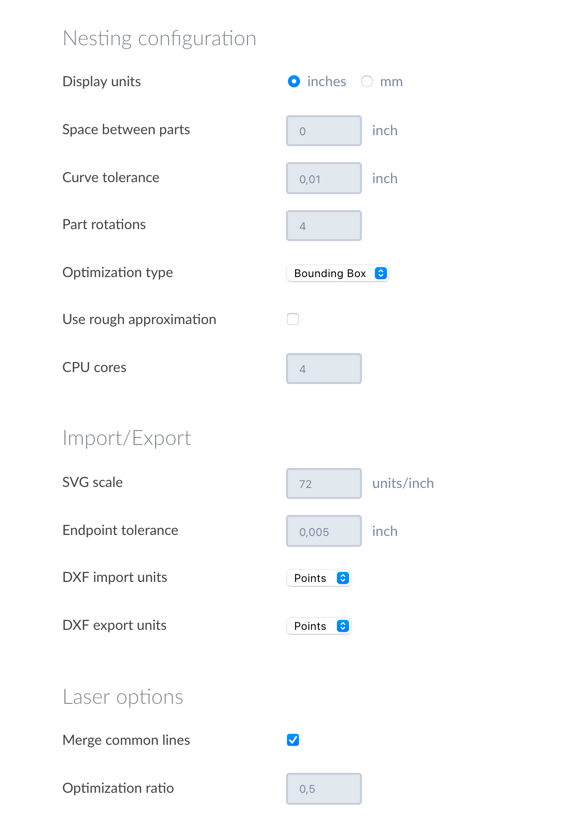 Nesting configuration
Display units inches mm
Space between parts 0 inch
Curve tolerance 0,01 inch
Part rotations 4
Optimization type Bounding Box
Use rough approximation
CPU cores 4
Import/Export
SVG scale 72 units/inch
Endpoint tolerance 0,005 inch
DXF import units Points
DXF export units Points
Laser options
Merge common lines
Optimization ratio 0,5